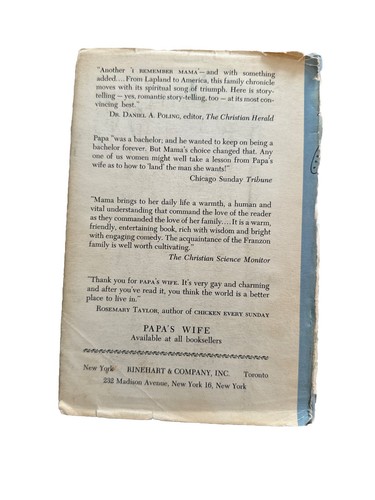 "Another 'I REMEMBER MAMA'—and with something
added.... From Lapland to America, this family chronicle
moves with its spiritual song of triumph. Here is story-
telling — yes, romantic story-telling, too — at its most con-
vincing best."
DR. DANIEL A. POLING, editor, The Christian Herald
Papa "was a bachelor; and he wanted to keep on being a
bachelor forever. But Mama's choice changed that. Any
one of us women might well take a lesson from Papa's
wife as to how to 'land' the man she wants!"
Chicago Sunday Tribune
"Mama brings to her daily life a warmth, a human and
vital understanding that command the love of the reader
as they commanded the love of her family.... It is a warm,
friendly, entertaining book, rich with wisdom and bright
with engaging comedy. The acquaintance of the Franzon
family is well worth cultivating."
The Christian Science Monitor
"Thank you for PAPA'S WIFE. It's very gay and charming
and after you've read it, you think the world is a better
place to live in."
ROSEMARY TAYLOR, author of CHICKEN EVERY SUNDAY
PAPA'S WIFE
Available at all booksellers
New York RINEHART & COMPANY, INC. Toronto
232 Madison Avenue, New York 16, New York